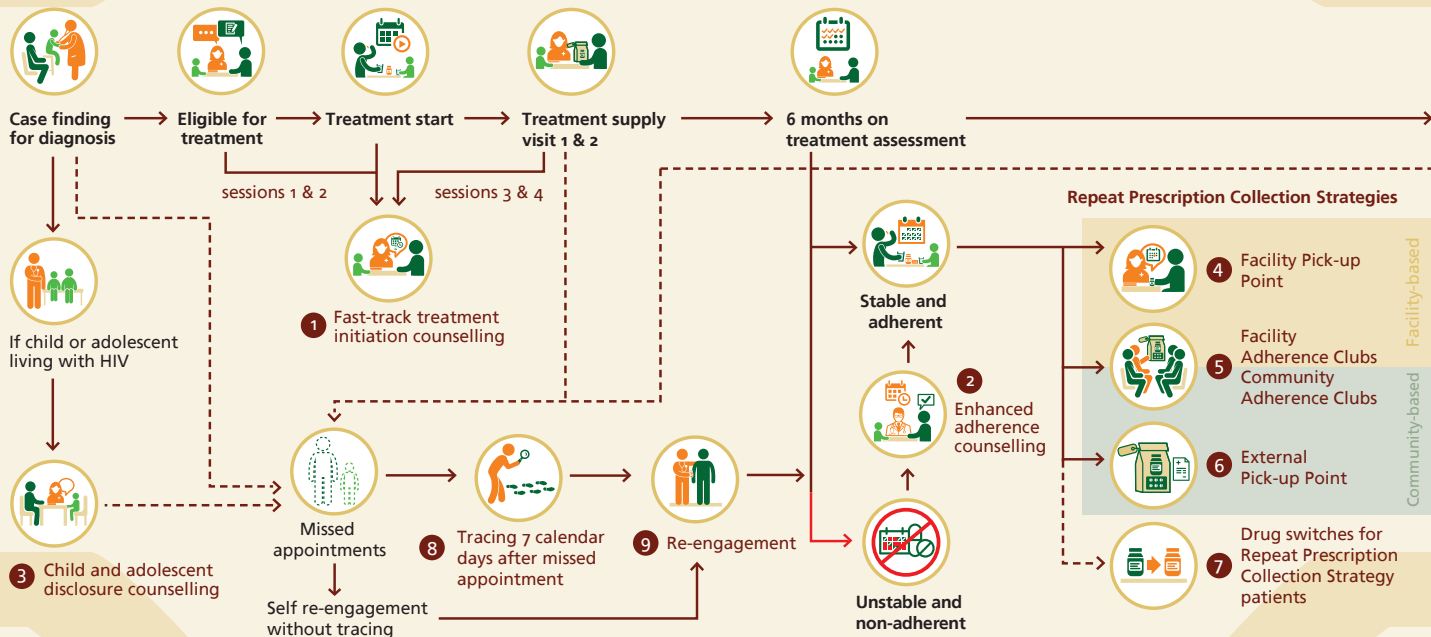 Case finding
for diagnosis
Eligible for
treatment
Treatment start
Treatment supply
visit 1 & 2
6 months on
treatment assessment
sessions 1 & 2
sessions 3 & 4
Repeat Prescription Collection Strategies
1
Fast-track treatment
initiation counselling
If child or adolescent
living with HIV
3
Child and adolescent
disclosure counselling
Missed
appointments
Self re-engagement
without tracing
8
Tracing 7 calendar
days after missed
appointment
9
Re-engagement
Stable and
adherent
2
Enhanced
adherence
counselling
Unstable and
non-adherent
4
Facility Pick-up
Point
5
Facility
Adherence Clubs
Community
Adherence Clubs
6
External
Pick-up Point
7
Drug switches for
Repeat Prescription
Collection Strategy
patients
Facility-based
Community-based